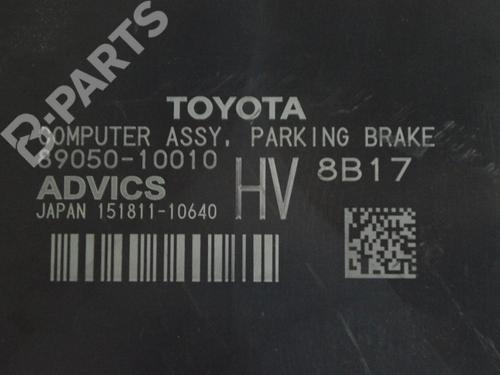 B-PARTS
TOYOTA
COMPUTER ASSY, PARKING BRAKE
89050-10010 HV 8B17
ADVICS
JAPAN 151811-10640